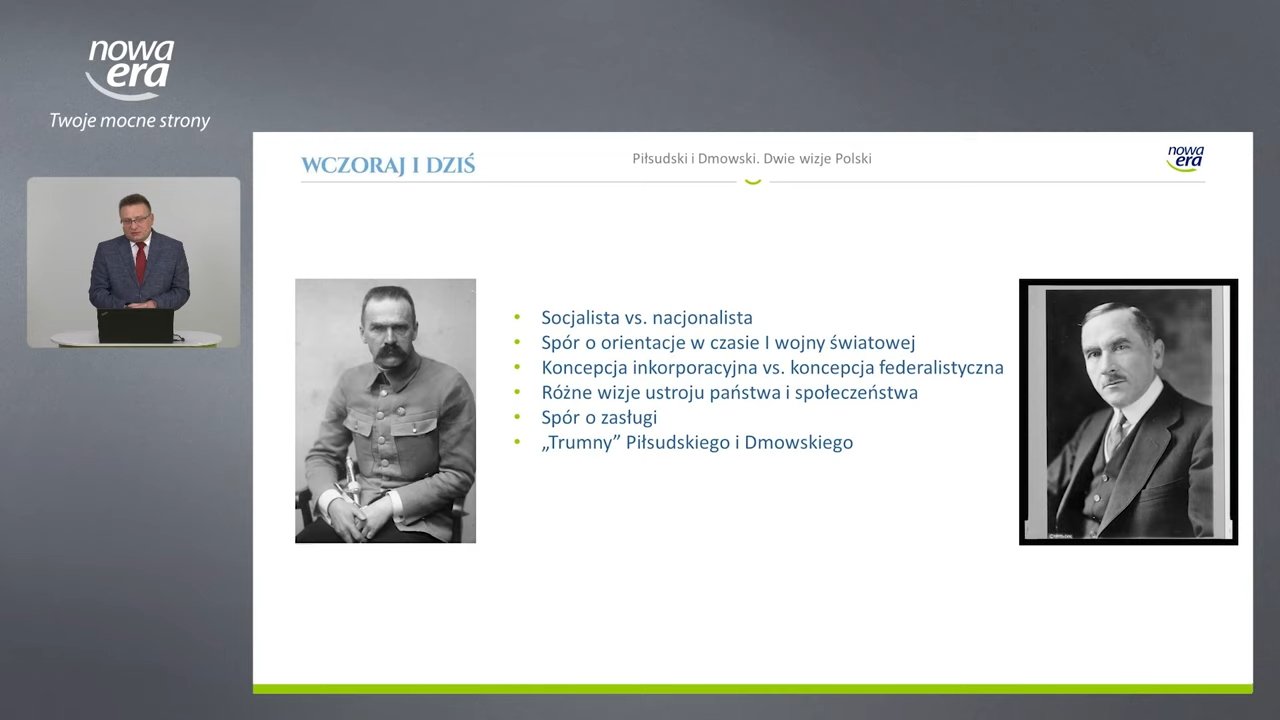 nowa
era
Twoje mocne strony
WCZORAJ I DZIŚ
Piłsudski i Dmowski. Dwie wizje Polski
nowa
era
• Socjalista vs. nacjonalista
• Spór o orientacje w czasie I wojny światowej
• Koncepcja inkorporacyjna vs. koncepcja federalistyczna
• Różne wizje ustroju państwa i społeczeństwa
• Spór o zasługi
• „Trumny” Piłsudskiego i Dmowskiego